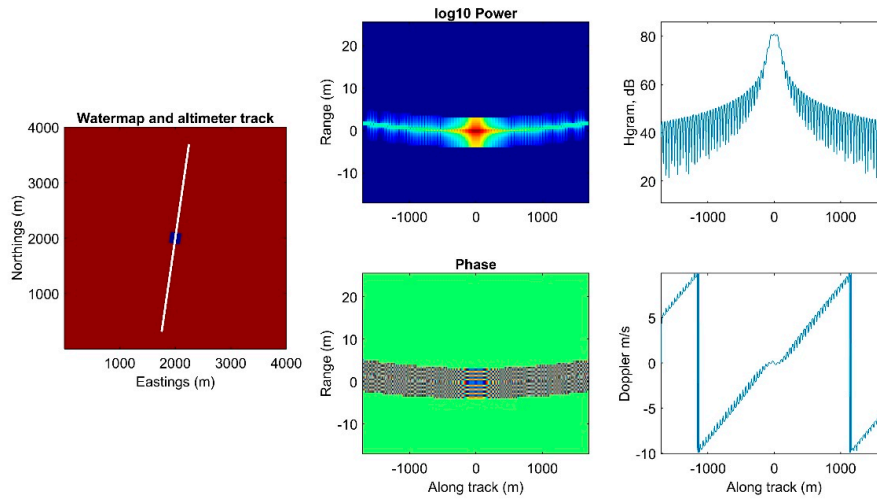 Watermap and altimeter track
4000
3000
2000
1000
Northings (m)
1000 2000 3000 4000
Eastings (m)
log10 Power
20
10
0
-10
Range (m)
-1000 0 1000
80
60
40
20
Hgram, dB
-1000 0 1000
Phase
20
10
0
-10
Range (m)
-1000 0 1000
Along track (m)
5
0
-5
-10
Doppler m/s
-1000 0 1000
Along track (m)